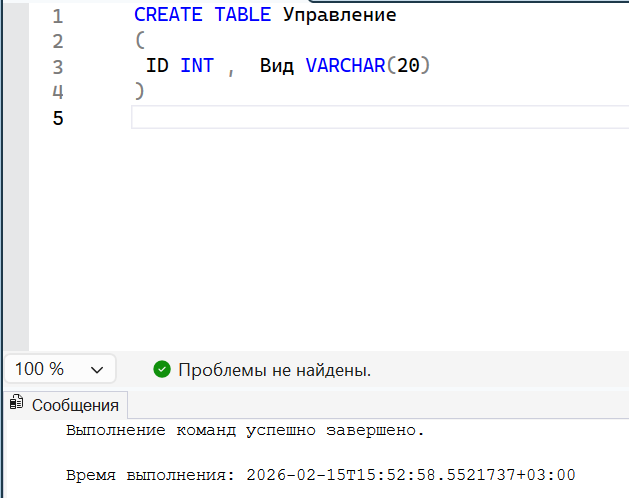 1 CREATE TABLE Управление
2 (
3 ID INT , Вид VARCHAR(20)
4 )
5
100 %
Проблемы не найдены.
Сообщения
Выполнение команд успешно завершено.
Время выполнения: 2026-02-15T15:52:58.5521737+03:00